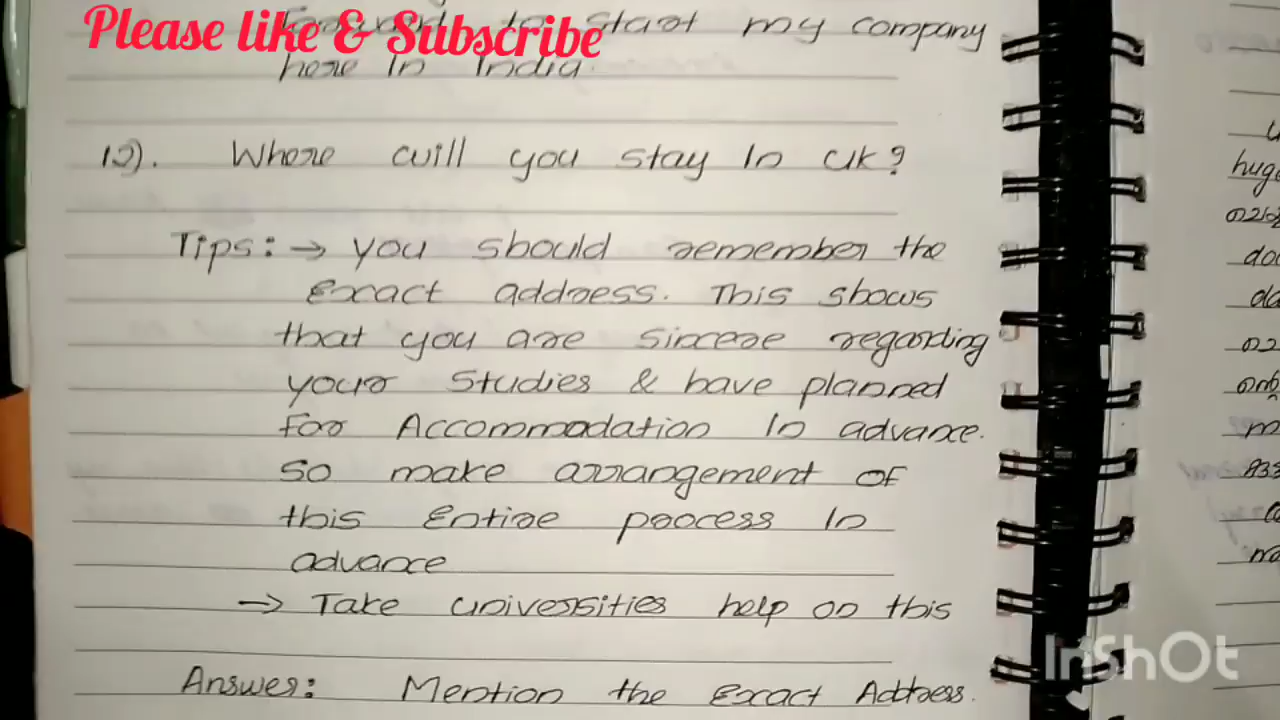 Please like & Subscribe
to start my company
here In India.
12). Where will you stay In UK?
Tips: → you should remember the
Exact address. This shows
that you are sincere regarding
your Studies & have planned
for Accommodation In advance.
So make arrangement of
this Entire process In
advance
→ Take universities help on this
Answer: Mention the Exact Address.
huge
InShOt